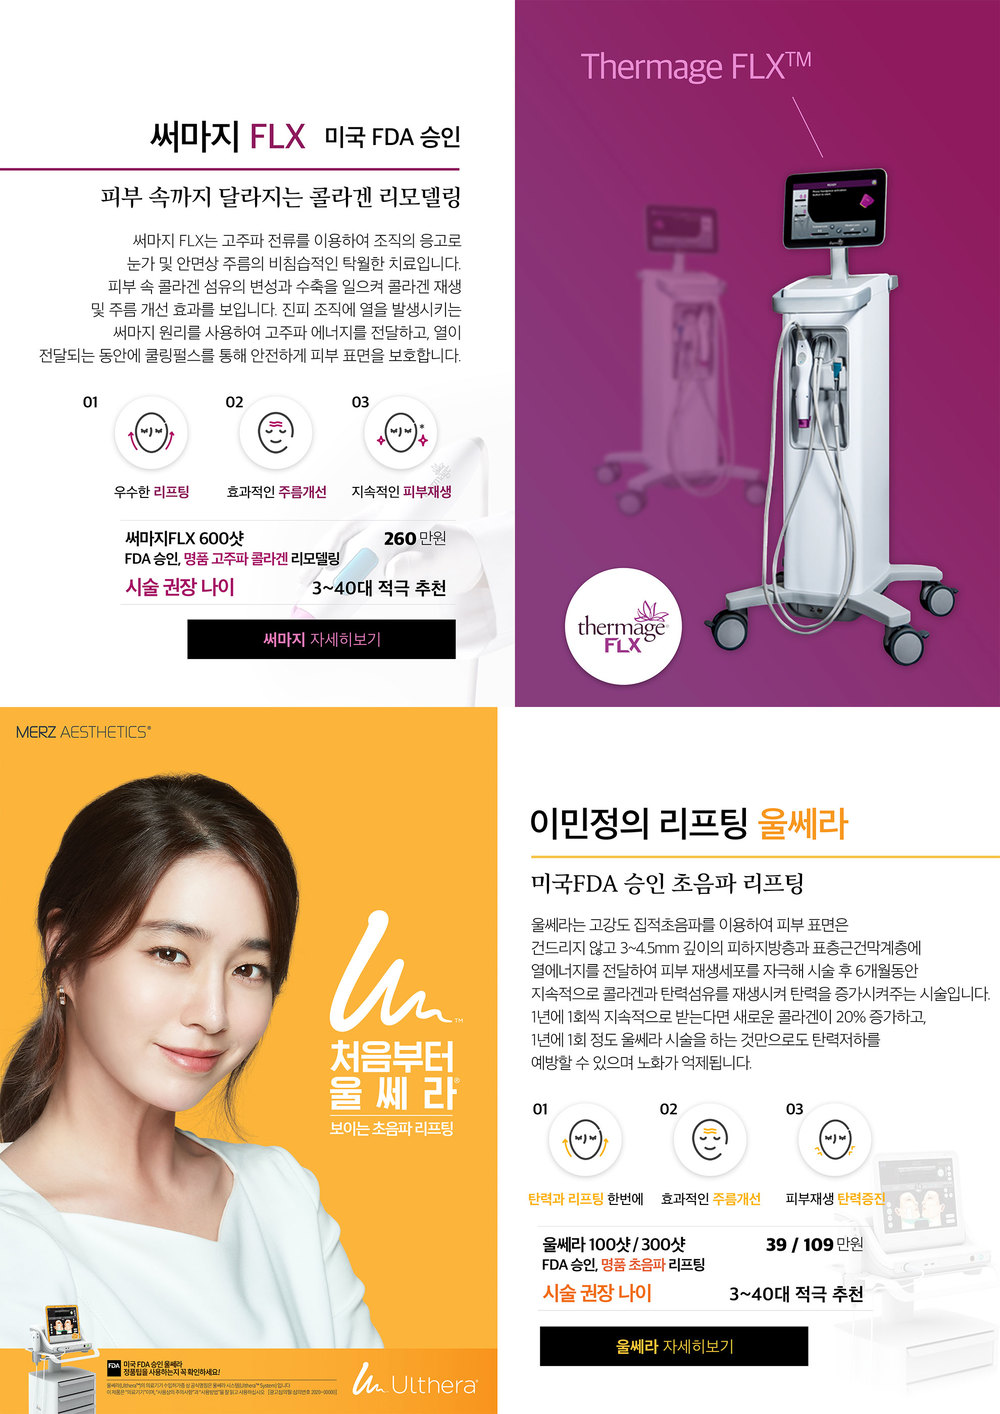 Thermage FLX™
써마지 FLX 미국 FDA 승인
피부 속까지 달라지는 콜라겐 리모델링
써마지 FLX는 고주파 전류를 이용하여 조직의 응고로
눈가 및 안면상 주름의 비침습적인 탁월한 치료입니다.
피부 속 콜라겐 섬유의 변성과 수축을 일으켜 콜라겐 재생
및 주름 개선 효과를 보입니다. 진피 조직에 열을 발생시키는
써마지 원리를 사용하여 고주파 에너지를 전달하고, 열이
전달되는 동안에 쿨링펄스를 통해 안전하게 피부 표면을 보호합니다.
01 02 03
우수한 리프팅 효과적인 주름개선 지속적인 피부재생
써마지FLX 600샷 260 만원
FDA 승인, 명품 고주파 콜라겐 리모델링
시술 권장 나이 3~40대 적극 추천
써마지 자세히보기
thermage®
FLX
MERZ AESTHETICS®
처음부터
울쎄라®
보이는 초음파 리프팅
FDA 미국 FDA 승인 울쎄라
정품팁을 사용하는지 꼭 확인하세요!
Ulthera®
이민정의 리프팅 울쎄라
미국FDA 승인 초음파 리프팅
울쎄라는 고강도 집적초음파를 이용하여 피부 표면은
건드리지 않고 3~4.5mm 깊이의 피하지방층과 표층근건막계층에
열에너지를 전달하여 피부 재생세포를 자극해 시술 후 6개월동안
지속적으로 콜라겐과 탄력섬유를 재생시켜 탄력을 증가시켜주는 시술입니다.
1년에 1회씩 지속적으로 받는다면 새로운 콜라겐이 20% 증가하고,
1년에 1회 정도 울쎄라 시술을 하는 것만으로도 탄력저하를
예방할 수 있으며 노화가 억제됩니다.
01 02 03
탄력과 리프팅 한번에 효과적인 주름개선 피부재생 탄력증진
울쎄라 100샷 / 300샷 39 / 109 만원
FDA 승인, 명품 초음파 리프팅
시술 권장 나이 3~40대 적극 추천
울쎄라 자세히보기